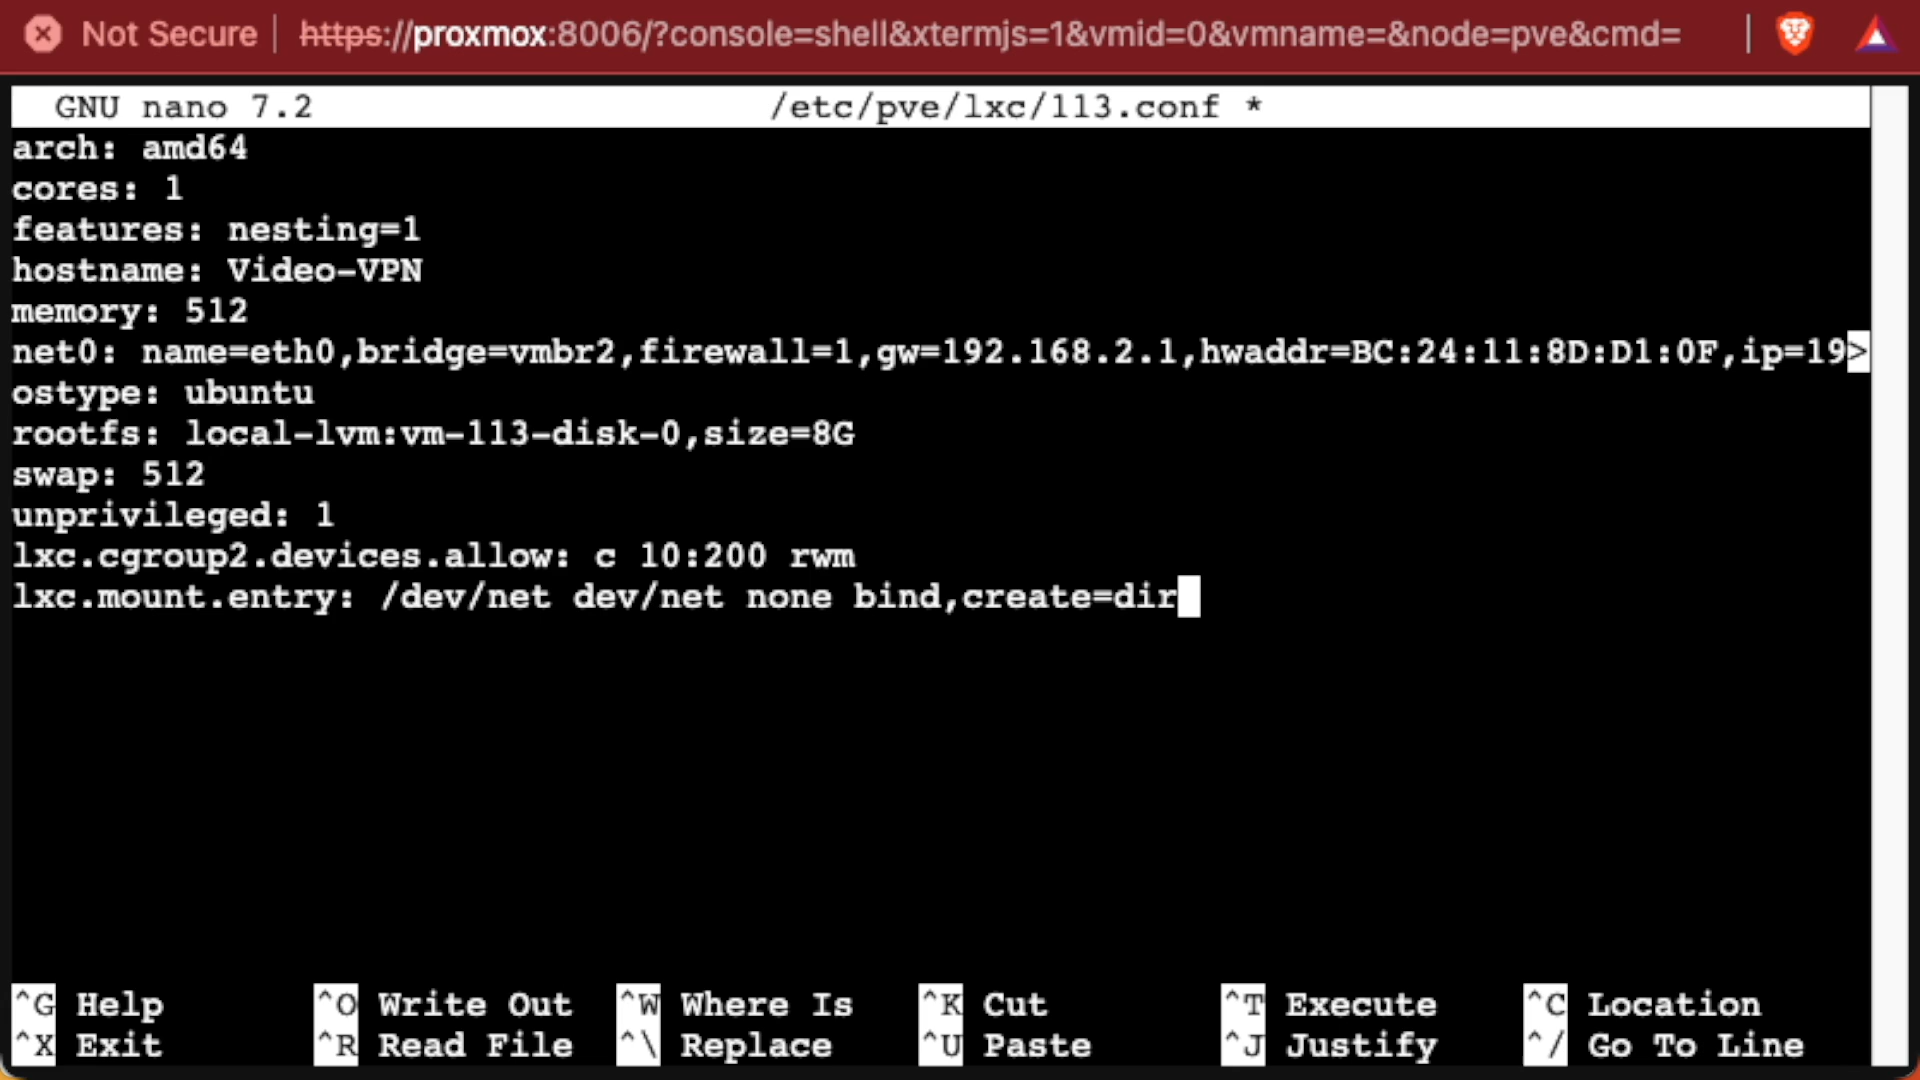 Not Secure | https://proxmox:8006/?console=shell&xtermjs=1&vmid=0&vmname=&node=pve&cmd=
GNU nano 7.2 /etc/pve/lxc/113.conf *
arch: amd64
cores: 1
features: nesting=1
hostname: Video-VPN
memory: 512
net0: name=eth0,bridge=vmbr2,firewall=1,gw=192.168.2.1,hwaddr=BC:24:11:8D:D1:0F,ip=19>
ostype: ubuntu
rootfs: local-lvm:vm-113-disk-0,size=8G
swap: 512
unprivileged: 1
lxc.cgroup2.devices.allow: c 10:200 rwm
lxc.mount.entry: /dev/net dev/net none bind,create=dir
^G Help ^O Write Out ^W Where Is ^K Cut ^T Execute ^C Location
^X Exit ^R Read File ^\ Replace ^U Paste ^J Justify ^/ Go To Line